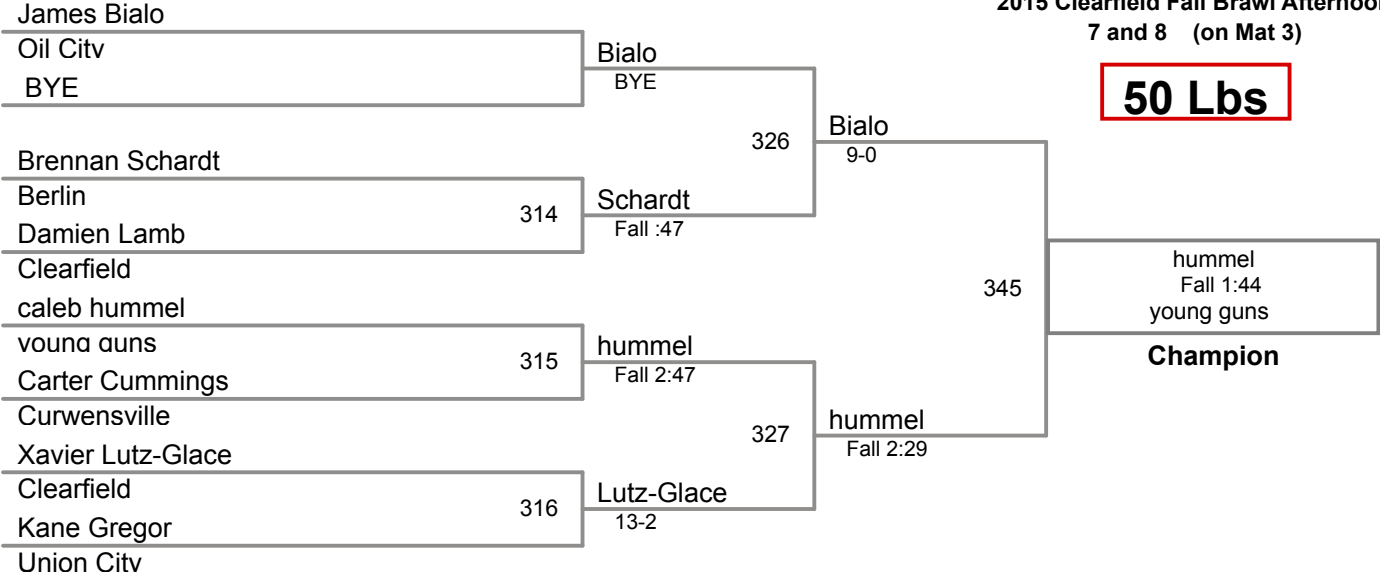 James Bialo
Oil City
BYE
Brennan Schardt
Berlin
Damien Lamb
Clearfield
caleb hummel
young guns
Carter Cummings
Curwensville
Xavier Lutz-Glace
Clearfield
Kane Gregor
Union City
314
315
316
Bialo
BYE
Schardt
Fall :47
hummel
Fall 2:47
Lutz-Glace
13-2
326
327
Bialo
9-0
hummel
Fall 2:29
345
2015 Clearfield Fall Brawl Afternoon
7 and 8 (on Mat 3)
50 Lbs
hummel
Fall 1:44
young guns
Champion